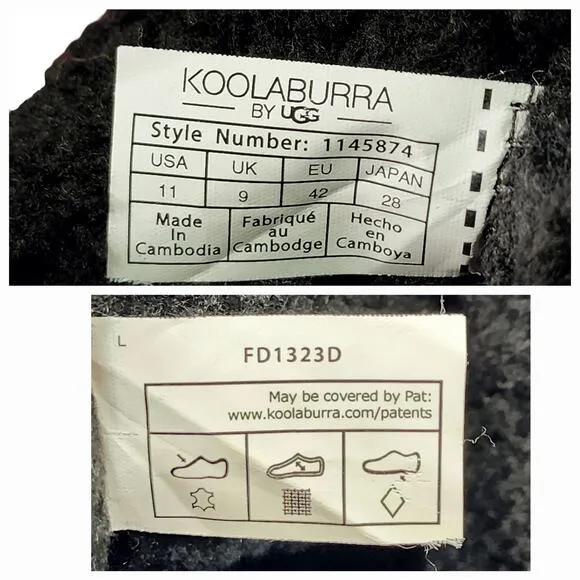 KOOLABURRA
BY UGG
Style Number: 1145874
USA UK EU JAPAN
11 9 42 28
Made In Cambodia
Fabriqué au Cambodge
Hecho en Camboya
L
FD1323D
May be covered by Pat:
www.koolaburra.com/patents